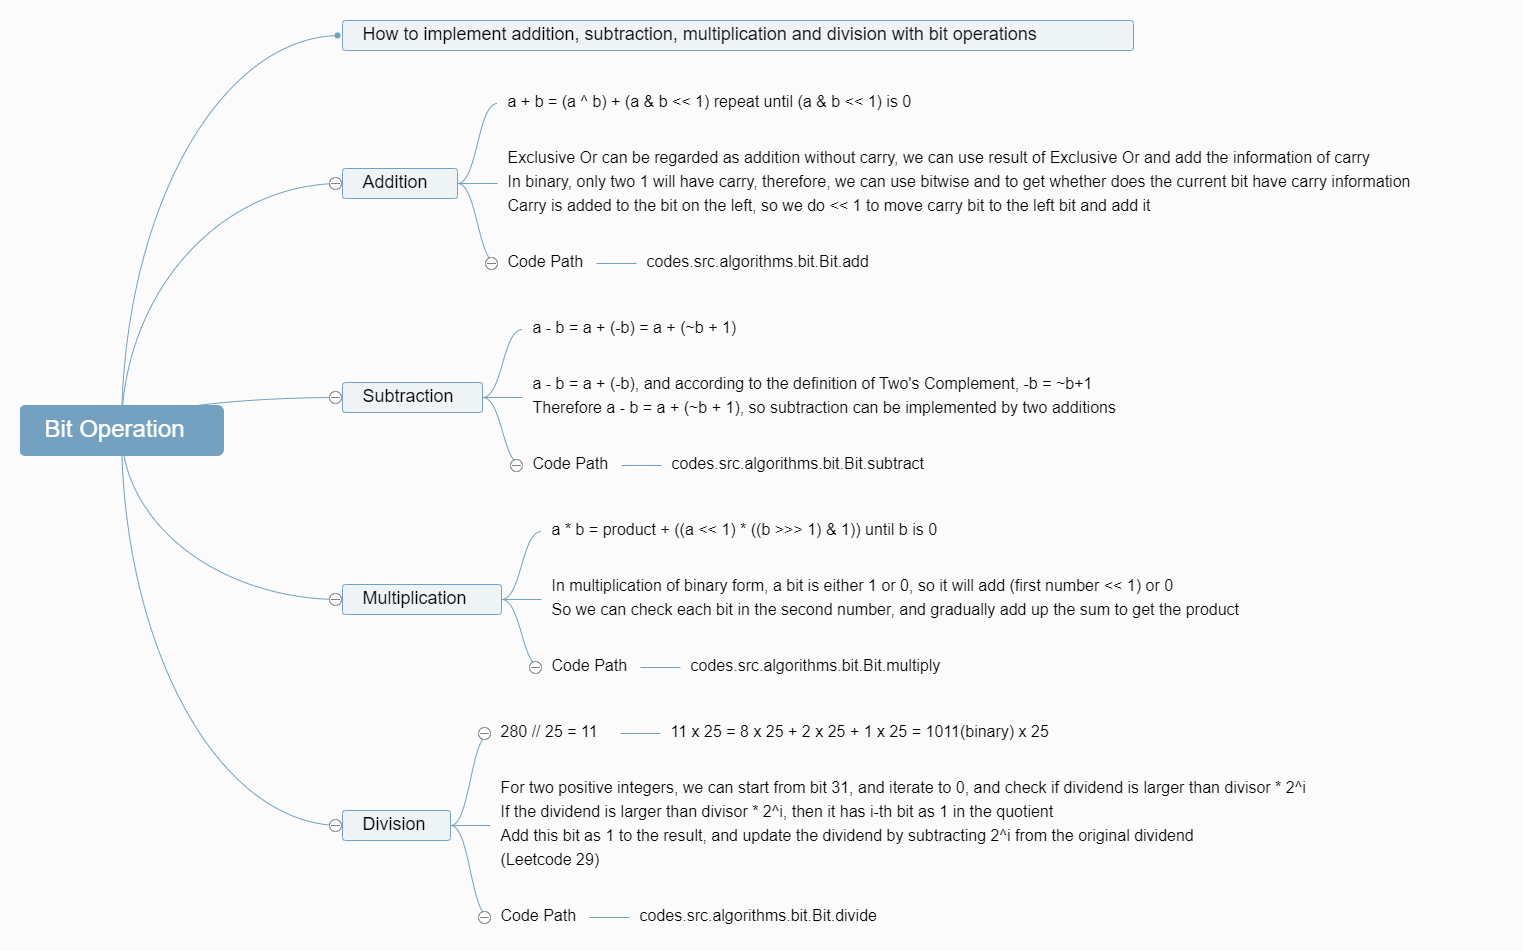 How to implement addition, subtraction, multiplication and division with bit operations
a + b = (a ^ b) + (a & b << 1) repeat until (a & b << 1) is 0
Exclusive Or can be regarded as addition without carry, we can use result of Exclusive Or and add the information of carry
Addition
In binary, only two 1 will have carry, therefore, we can use bitwise and to get whether does the current bit have carry information
Carry is added to the bit on the left, so we do << 1 to move carry bit to the left bit and add it
Code Path
codes.src.algorithms.bit.Bit.add
a - b = a + (-b) = a + (~b + 1)
a - b = a + (-b), and according to the definition of Two's Complement, -b = ~b+1
Subtraction
Therefore a - b = a + (~b + 1), so subtraction can be implemented by two additions
Bit Operation
Code Path
codes.src.algorithms.bit.Bit.subtract
a * b = product + ((a << 1) * ((b >>> 1) & 1)) until b is 0
In multiplication of binary form, a bit is either 1 or 0, so it will add (first number << 1) or 0
Multiplication
So we can check each bit in the second number, and gradually add up the sum to get the product
Code Path
codes.src.algorithms.bit.Bit.multiply
280 // 25 = 11
11 x 25 = 8 x 25 + 2 x 25 + 1 x 25 = 1011(binary) x 25
For two positive integers, we can start from bit 31, and iterate to 0, and check if dividend is larger than divisor * 2^i
If the dividend is larger than divisor * 2^i, then it has i-th bit as 1 in the quotient
Division
Add this bit as 1 to the result, and update the dividend by subtracting 2^i from the original dividend
(Leetcode 29)
Code Path
codes.src.algorithms.bit.Bit.divide